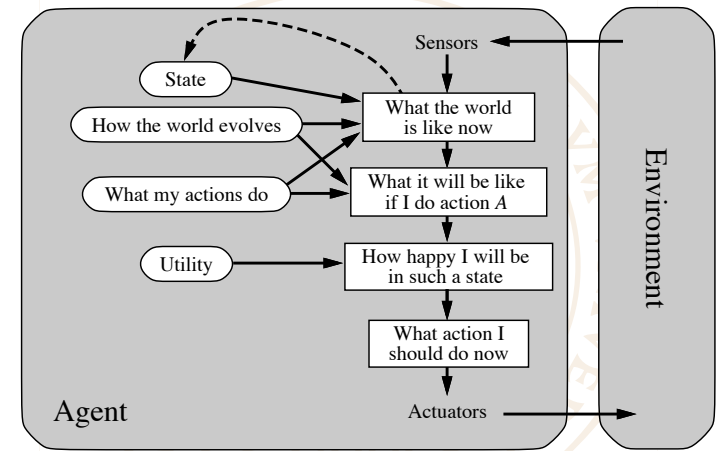 Sensors
State
What the world
is like now
How the world evolves
What my actions do
What it will be like
if I do action A
Utility
How happy I will be
in such a state
What action I
should do now
Agent
Actuators
Environment